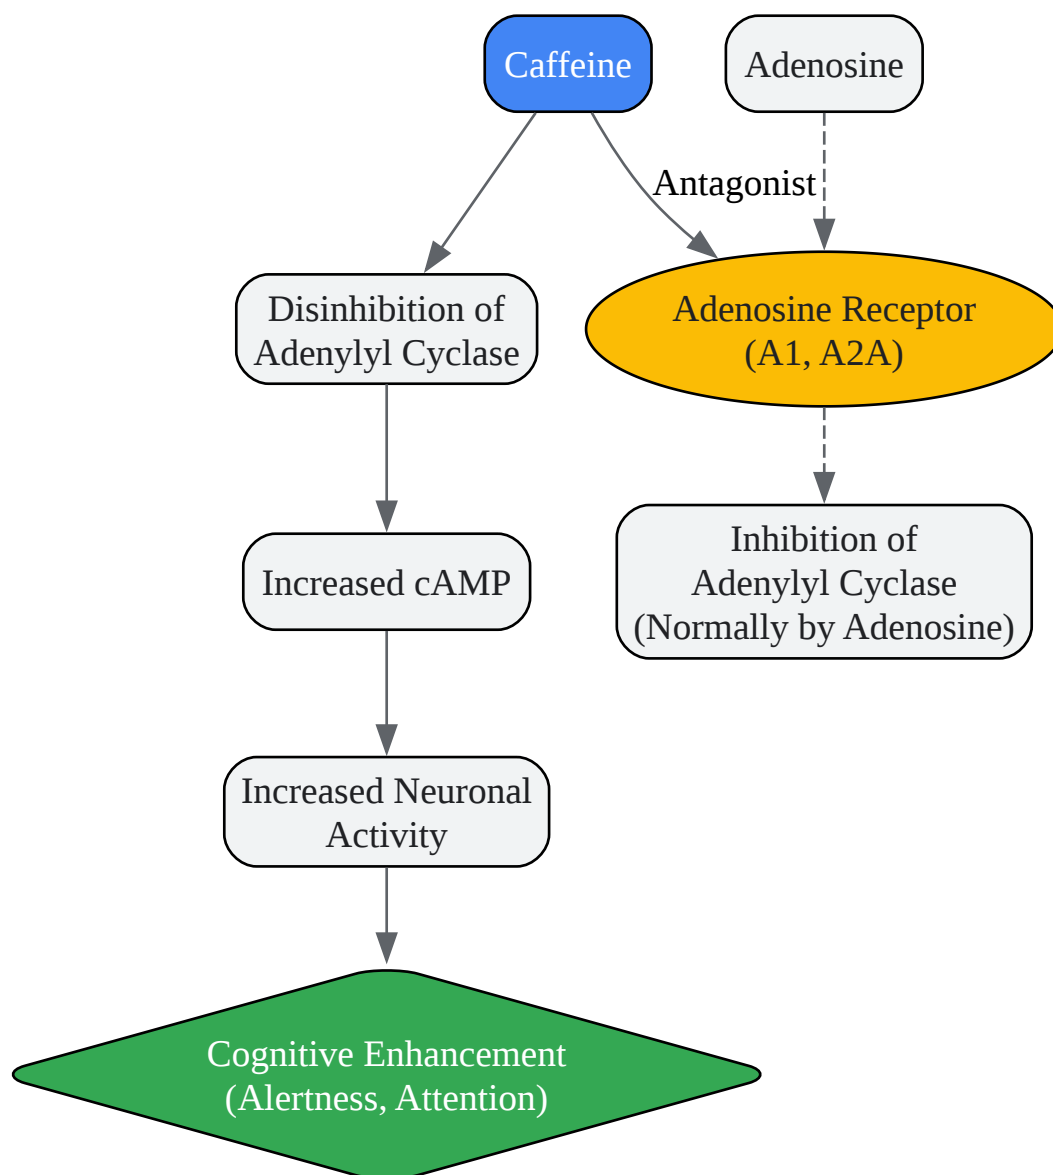 Caffeine
Adenosine
Antagonist
Disinhibition of
Adenylyl Cyclase
Adenosine Receptor
(A1, A2A)
Increased cAMP
Inhibition of
Adenylyl Cyclase
(Normally by Adenosine)
Increased Neuronal
Activity
Cognitive Enhancement
(Alertness, Attention)